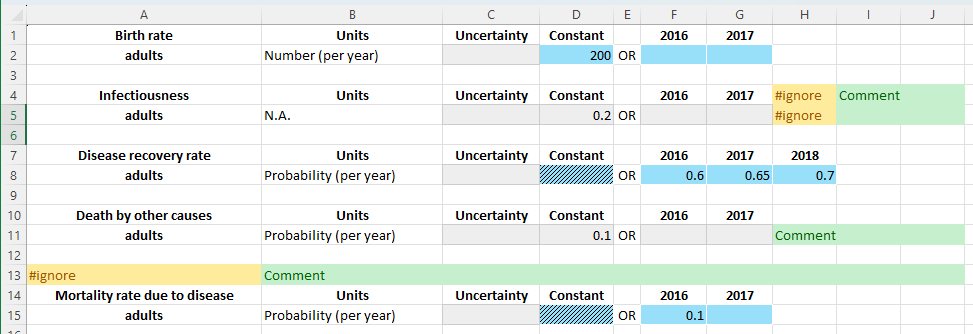 A B C D E F G H I J
1 Birth rate Units Uncertainty Constant 2016 2017
2 adults Number (per year) 200 OR
3
4 Infectiousness Units Uncertainty Constant 2016 2017 #ignore Comment
5 adults N.A. 0.2 OR #ignore
6
7 Disease recovery rate Units Uncertainty Constant 2016 2017 2018
8 adults Probability (per year) OR 0.6 0.65 0.7
9
10 Death by other causes Units Uncertainty Constant 2016 2017
11 adults Probability (per year) 0.1 OR Comment
12
13 #ignore Comment
14 Mortality rate due to disease Units Uncertainty Constant 2016 2017
15 adults Probability (per year) OR 0.1